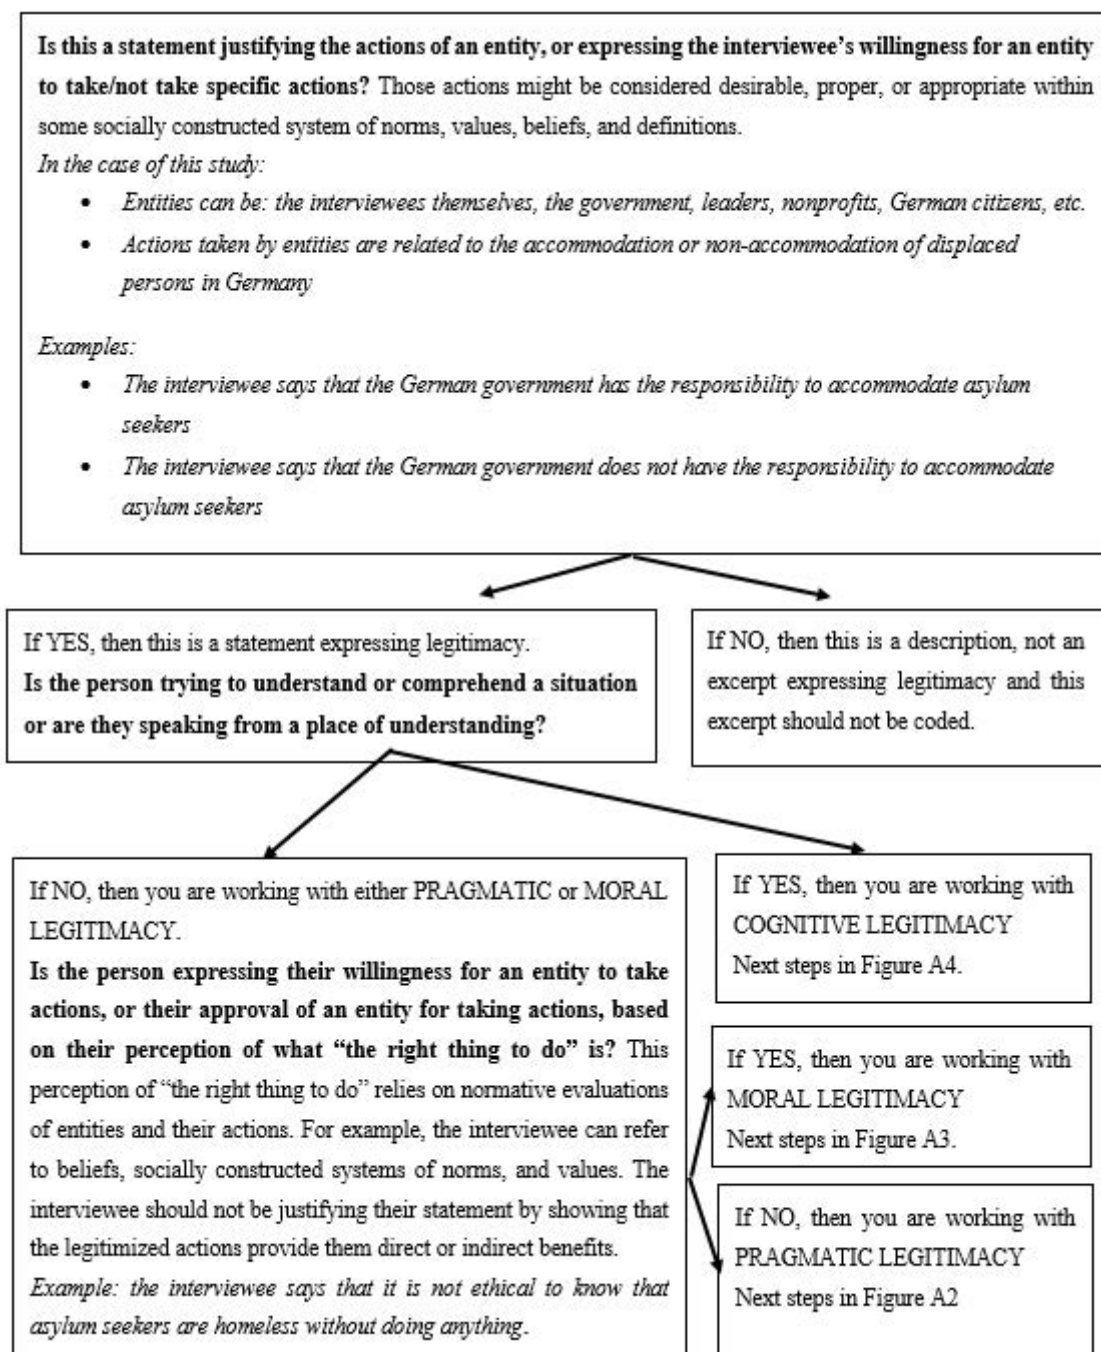 Is this a statement justifying the actions of an entity, or expressing the interviewee's willingness for an entity
to take/not take specific actions? Those actions might be considered desirable, proper, or appropriate within
some socially constructed system of norms, values, beliefs, and definitions.
In the case of this study:
• Entities can be: the interviewees themselves, the government, leaders, nonprofits, German citizens, etc.
• Actions taken by entities are related to the accommodation or non-accommodation of displaced
persons in Germany
Examples:
• The interviewee says that the German government has the responsibility to accommodate asylum
seekers
• The interviewee says that the German government does not have the responsibility to accommodate
asylum seekers
If YES, then this is a statement expressing legitimacy.
Is the person trying to understand or comprehend a situation
or are they speaking from a place of understanding?
If NO, then this is a description, not an
excerpt expressing legitimacy and this
excerpt should not be coded.
If NO, then you are working with either PRAGMATIC or MORAL
LEGITIMACY.
Is the person expressing their willingness for an entity to take
actions, or their approval of an entity for taking actions, based
on their perception of what “the right thing to do” is? This
perception of “the right thing to do” relies on normative evaluations
of entities and their actions. For example, the interviewee can refer
to beliefs, socially constructed systems of norms, and values. The
interviewee should not be justifying their statement by showing that
the legitimized actions provide them direct or indirect benefits.
Example: the interviewee says that it is not ethical to know that
asylum seekers are homeless without doing anything.
If YES, then you are working with
COGNITIVE LEGITIMACY
Next steps in Figure A4.
If YES, then you are working with
MORAL LEGITIMACY
Next steps in Figure A3.
If NO, then you are working with
PRAGMATIC LEGITIMACY
Next steps in Figure A2